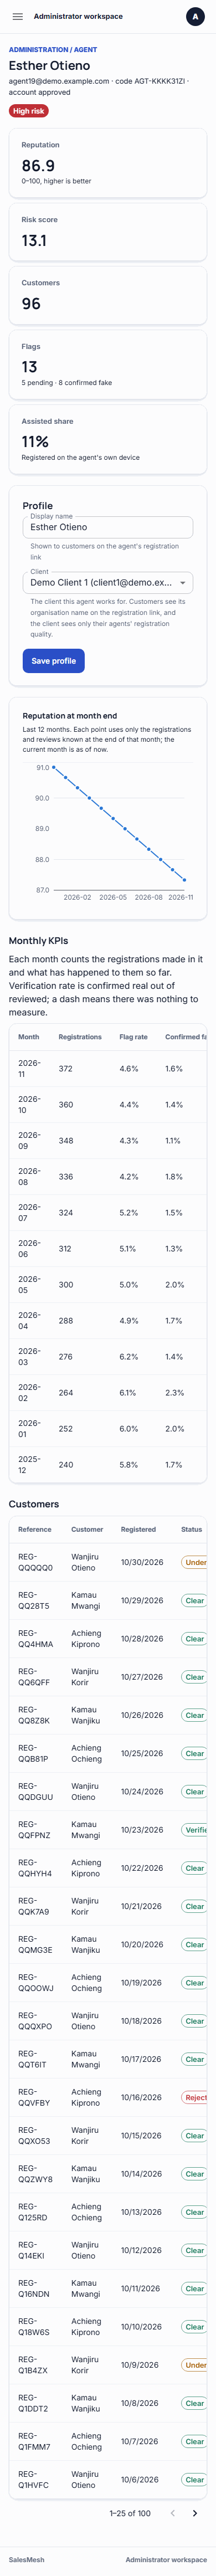 Administrator workspace
A
ADMINISTRATION / AGENT
Esther Otieno
agent19@demo.example.com · code AGT-KKKK31ZI ·
account approved
High risk
Reputation
86.9
0–100, higher is better
Risk score
13.1
Customers
96
Flags
13
5 pending · 8 confirmed fake
Assisted share
11%
Registered on the agent's own device
Profile
Display name
Esther Otieno
Shown to customers on the agent's registration
link
Client
Demo Client 1 (client1@demo.ex...
The client this agent works for. Customers see its
organisation name on the registration link, and
the client sees only their agents' registration
quality.
Save profile
Reputation at month end
Last 12 months. Each point uses only the registrations
and reviews known at the end of that month; the
current month is as of now.
91.0
90.0
89.0
88.0
87.0
2026-02 2026-05 2026-08 2026-11
Monthly KPIs
Each month counts the registrations made in it
and what has happened to them so far.
Verification rate is confirmed real out of
reviewed; a dash means there was nothing to
measure.
Month Registrations Flag rate Confirmed fa
2026-11 372 4.6% 1.6%
2026-10 360 4.4% 1.4%
2026-09 348 4.3% 1.1%
2026-08 336 4.2% 1.8%
2026-07 324 5.2% 1.5%
2026-06 312 5.1% 1.3%
2026-05 300 5.0% 2.0%
2026-04 288 4.9% 1.7%
2026-03 276 6.2% 1.4%
2026-02 264 6.1% 2.3%
2026-01 252 6.0% 2.0%
2025-12 240 5.8% 1.7%
Customers
Reference Customer Registered Status
REG-QQQQQ0 Wanjiru Otieno 10/30/2026 Under
REG-QQ28T5 Kamau Mwangi 10/29/2026 Clear
REG-QQ4HMA Achieng Kiprono 10/28/2026 Clear
REG-QQ6QFF Wanjiru Korir 10/27/2026 Clear
REG-QQ8Z8K Kamau Wanjiku 10/26/2026 Clear
REG-QQB81P Achieng Ochieng 10/25/2026 Clear
REG-QQDGUU Wanjiru Otieno 10/24/2026 Clear
REG-QQFPNZ Kamau Mwangi 10/23/2026 Verifie
REG-QQHYH4 Achieng Kiprono 10/22/2026 Clear
REG-QQK7A9 Wanjiru Korir 10/21/2026 Clear
REG-QQMG3E Kamau Wanjiku 10/20/2026 Clear
REG-QQOOWJ Achieng Ochieng 10/19/2026 Clear
REG-QQQXPO Wanjiru Otieno 10/18/2026 Clear
REG-QQT6IT Kamau Mwangi 10/17/2026 Clear
REG-QQVFBY Achieng Kiprono 10/16/2026 Reject
REG-QQXO53 Wanjiru Korir 10/15/2026 Clear
REG-QQZWY8 Kamau Wanjiku 10/14/2026 Clear
REG-Q125RD Achieng Ochieng 10/13/2026 Clear
REG-Q14EKI Wanjiru Otieno 10/12/2026 Clear
REG-Q16NDN Kamau Mwangi 10/11/2026 Clear
REG-Q18W6S Achieng Kiprono 10/10/2026 Clear
REG-Q1B4ZX Wanjiru Korir 10/9/2026 Under
REG-Q1DDT2 Kamau Wanjiku 10/8/2026 Clear
REG-Q1FMM7 Achieng Ochieng 10/7/2026 Clear
REG-Q1HVFC Wanjiru Otieno 10/6/2026 Clear
1–25 of 100
SalesMesh
Administrator workspace